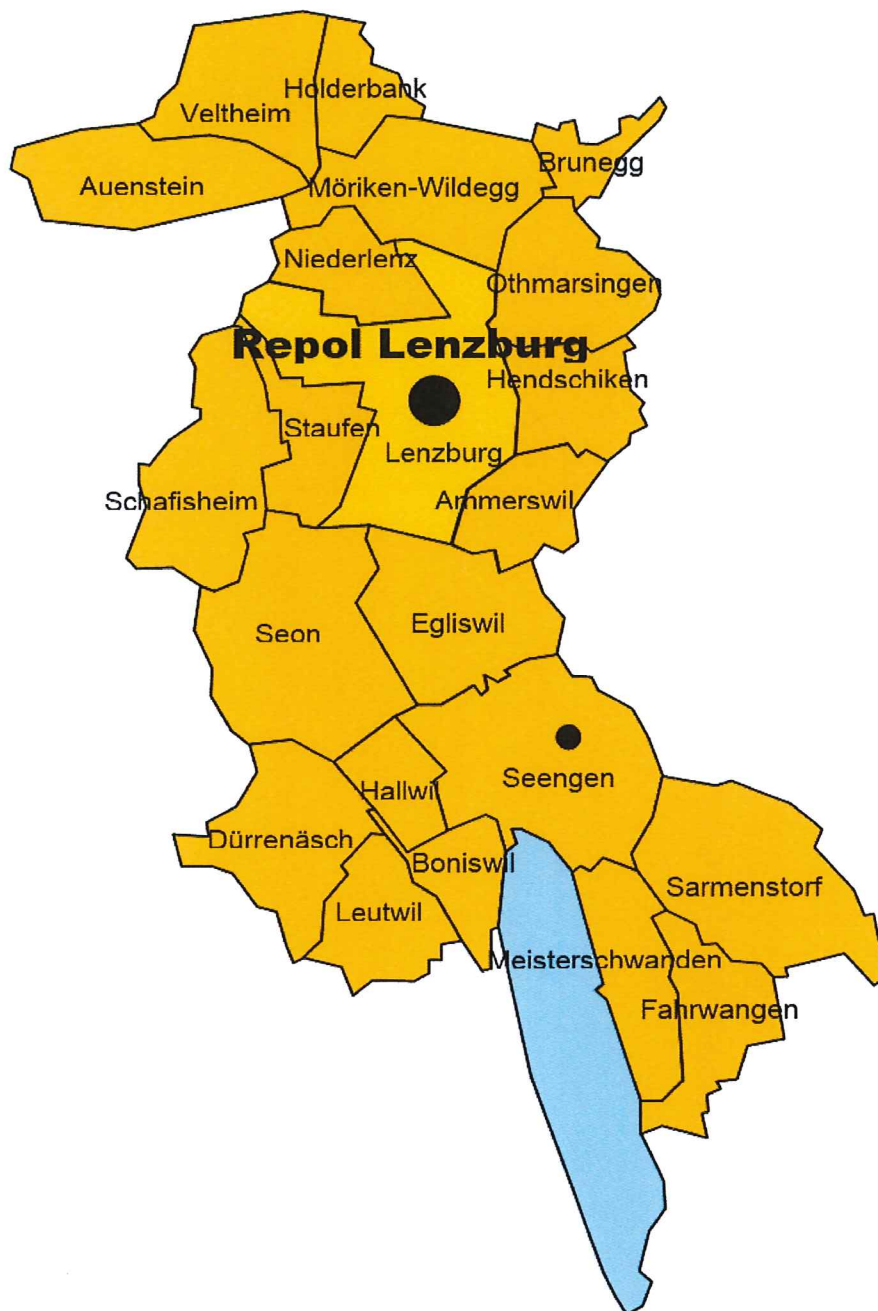 Holderbank
Veltheim
Brunegg
Auenstein
Möriken-Wildegg
Niederlenz
Othmarsingen
Repol Lenzburg
Hendschiken
Staufen
Lenzburg
Schafisheim
Ammerswil
Egliswil
Seon
Seengen
Hallwil
Dürrenäsch
Boniswil
Sarmenstorf
Leutwil
Meisterschwanden
Fahrwangen